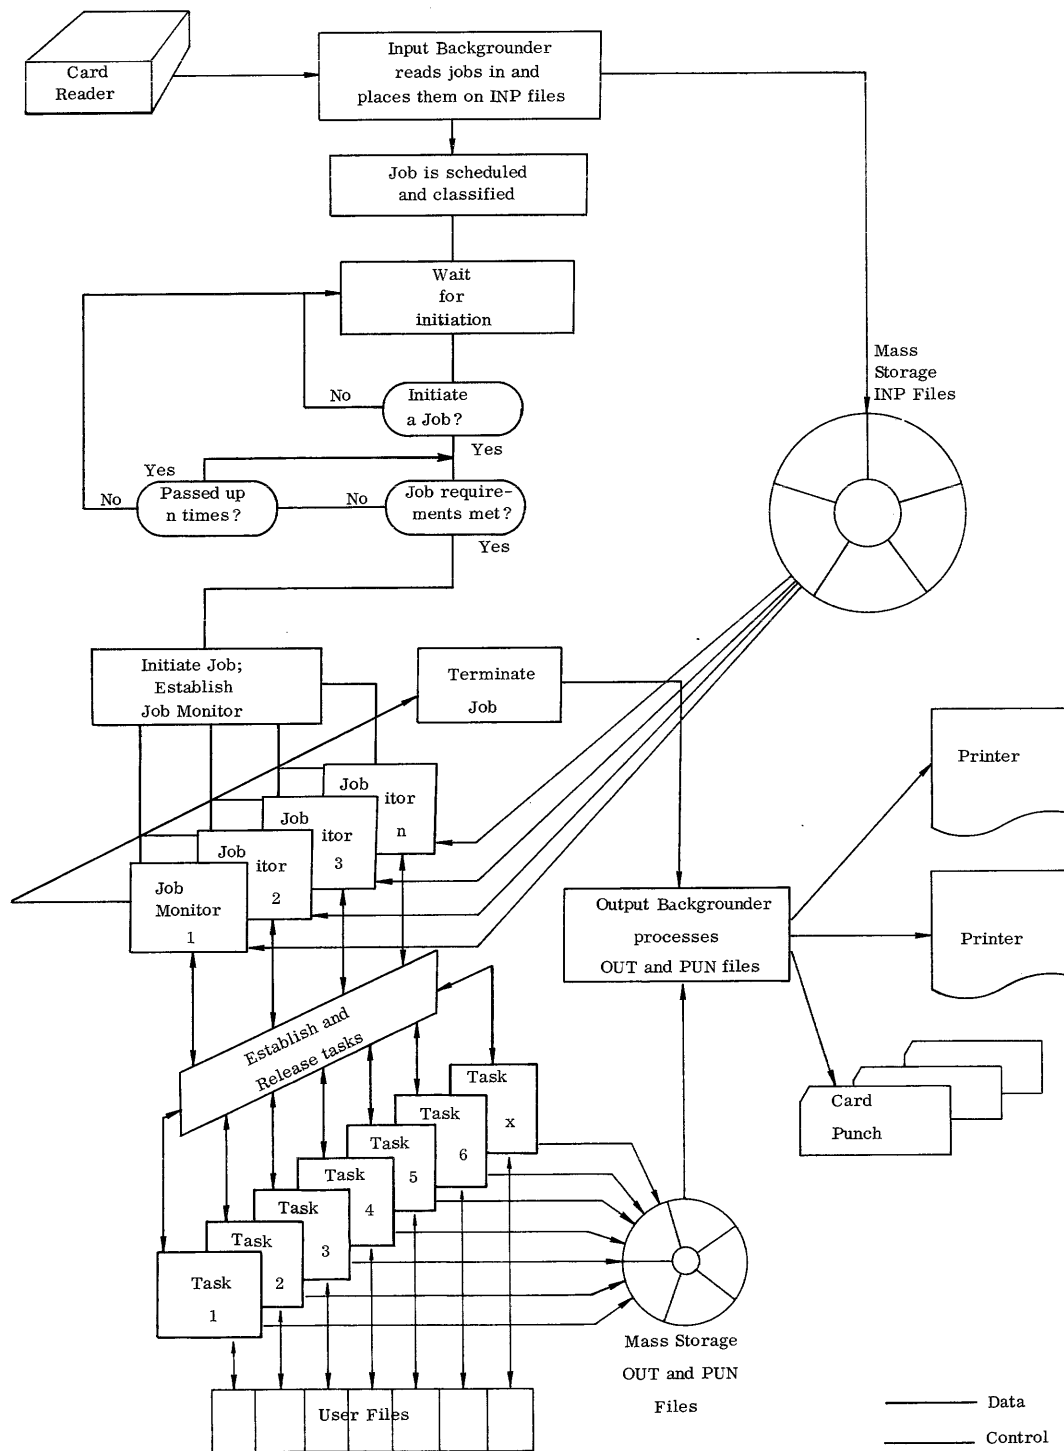 Card
Reader
Input Backgrounder
reads jobs in and
places them on INP files
Job is scheduled
and classified
Wait
for
initiation
Mass
Storage
INP Files
No
Initiate
a Job?
Yes
Yes
No
Passed up
n times?
No
Job require-
ments met?
Yes
Initiate Job;
Establish
Job Monitor
Terminate
Job
Printer
Job
itor
n
Job
itor
3
Job
itor
2
Job
Monitor
1
Output Backgrounder
processes
OUT and PUN files
Printer
Establish and
Release tasks
Card
Punch
Task
x
Task
6
Task
5
Task
4
Task
3
Task
2
Task
1
Mass Storage
OUT and PUN
Files
User Files
Data
Control